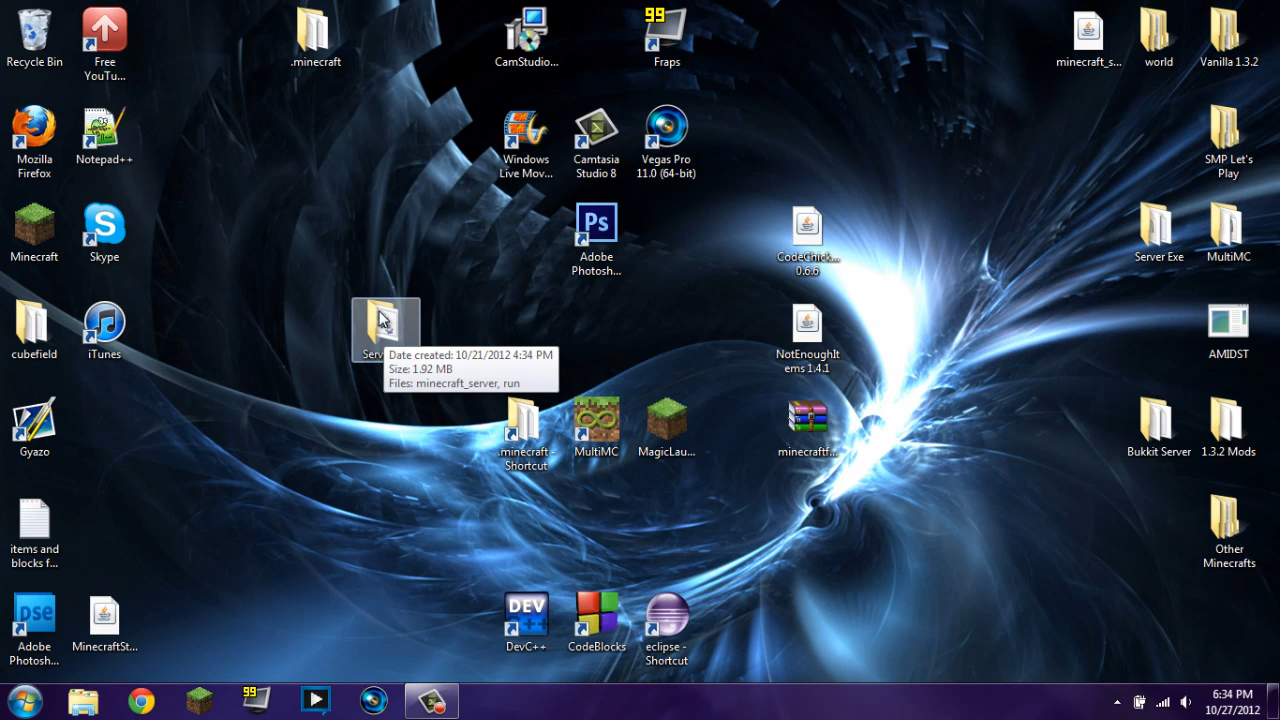 Recycle Bin
Free
YouTu...
.minecraft
CamStudio...
99
Fraps
minecraft_s...
world
Vanilla 1.3.2
Mozilla
Firefox
Notepad++
Windows
Live Mov...
Camtasia
Studio 8
Vegas Pro
11.0 (64-bit)
SMP Let's
Play
Minecraft
Skype
Ps
Adobe
Photosh...
CodeChick...
0.6.6
Server Exe
MultiMC
cubefield
iTunes
Date created: 10/21/2012 4:34 PM
Size: 1.92 MB
Files: minecraft_server, run
NotEnoughIt
ems 1.4.1
AMIDST
Gyazo
.minecraft -
Shortcut
MultiMC
MagicLau...
minecraftf...
Bukkit Server
1.3.2 Mods
items and
blocks f...
Other
Minecrafts
pse
Adobe
Photosh...
MinecraftSt...
DEV
C++
DevC++
CodeBlocks
eclipse -
Shortcut
99
6:34 PM
10/27/2012